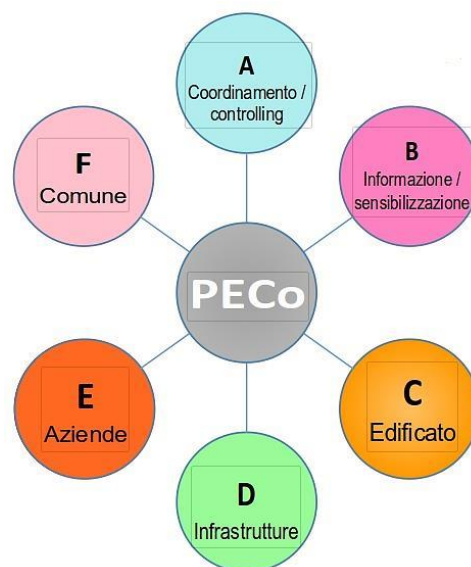 A
Coordinamento /
controlling
B
Informazione /
sensibilizzazione
C
Edificato
D
Infrastrutture
E
Aziende
F
Comune
PECo